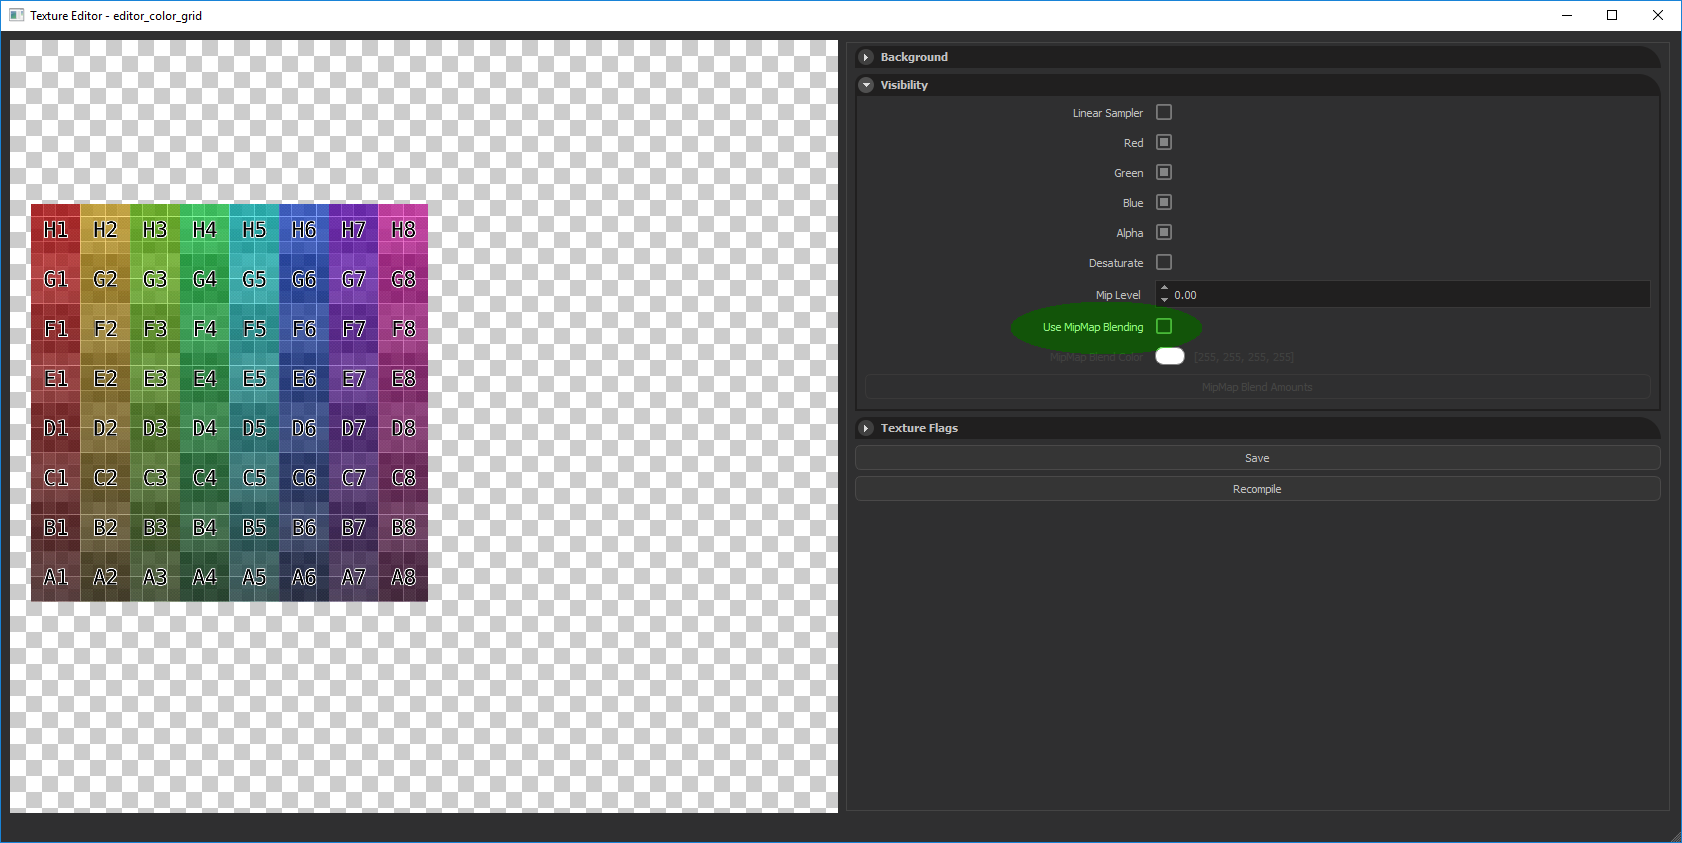 Texture Editor - editor_color_grid
Background
Visibility
Linear Sampler
Red
Green
Blue
Alpha
Desaturate
Mip Level 0.00
Use MipMap Blending
MipMap Blend Color [255, 255, 255, 255]
MipMap Blend Amounts
Texture Flags
Save
Recompile
H1 H2 H3 H4 H5 H6 H7 H8
G1 G2 G3 G4 G5 G6 G7 G8
F1 F2 F3 F4 F5 F6 F7 F8
E1 E2 E3 E4 E5 E6 E7 E8
D1 D2 D3 D4 D5 D6 D7 D8
C1 C2 C3 C4 C5 C6 C7 C8
B1 B2 B3 B4 B5 B6 B7 B8
A1 A2 A3 A4 A5 A6 A7 A8